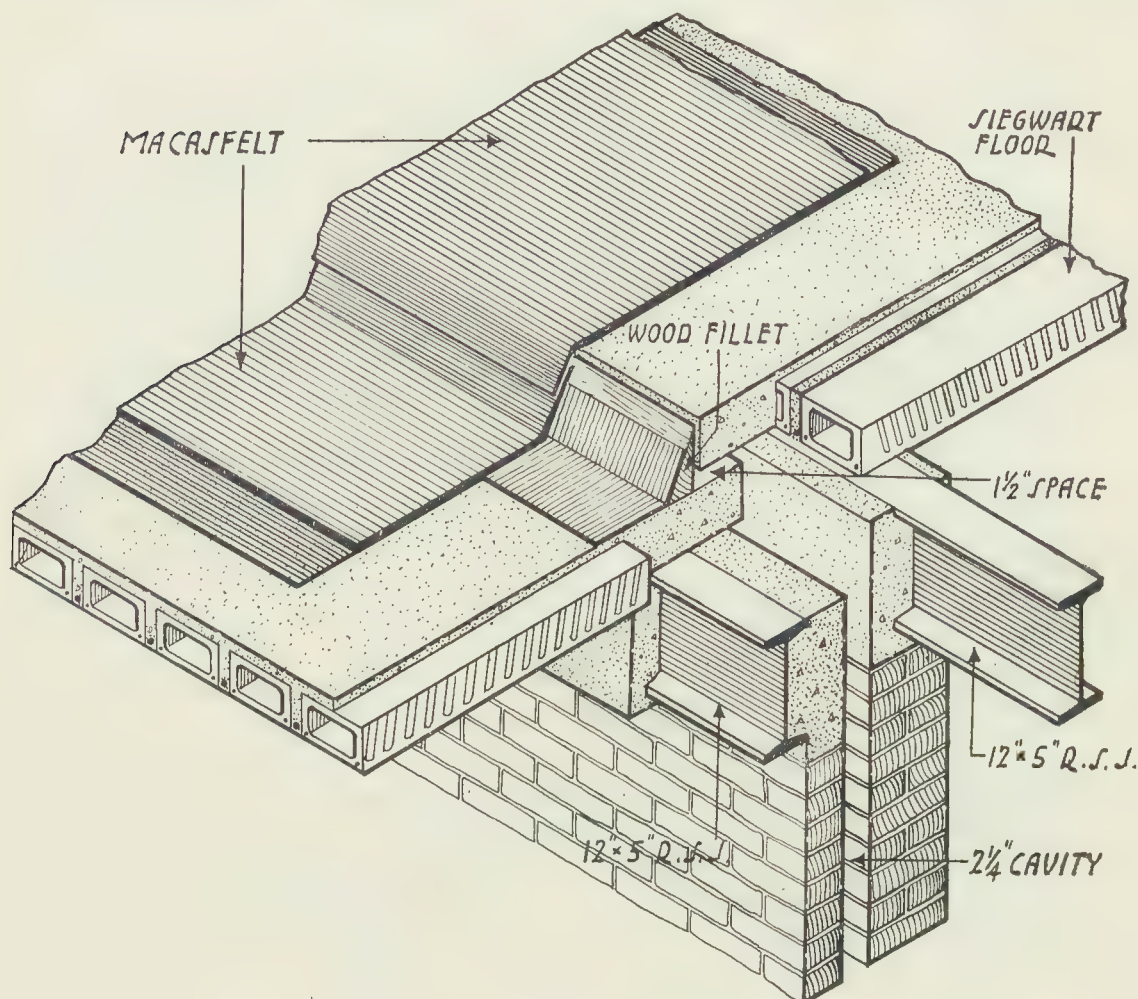 MACASFELT
SIEGWART
FLOOR
WOOD FILLET
1½" SPACE
12"×5" R.S.J.
12"×5" R.S.J
2¼" CAVITY